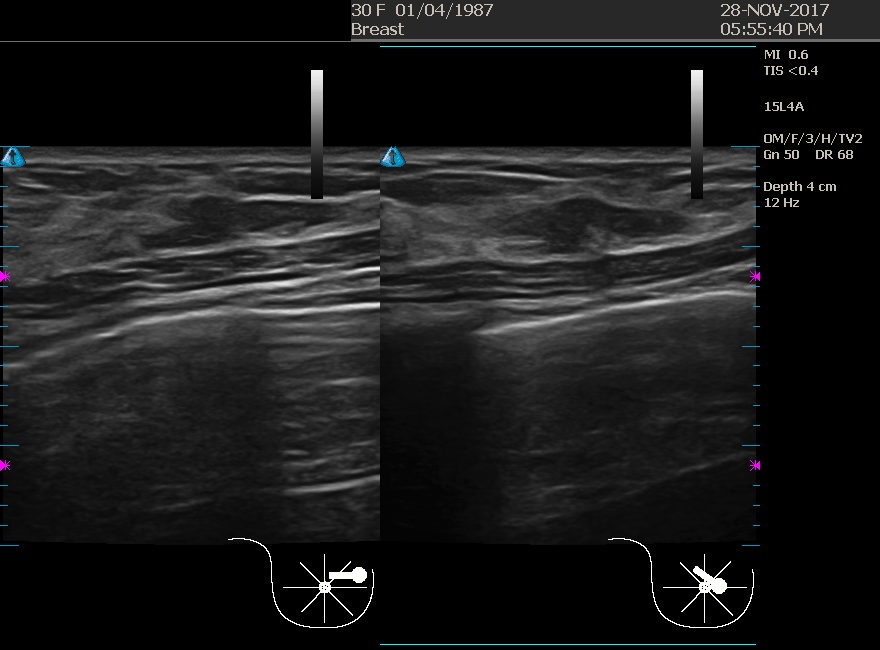 30 F 01/04/1987
28-NOV-2017
Breast
05:55:40 PM
MI 0.6
TIS <0.4
15L4A
OM/F/3/H/TV2
Gn 50 DR 68
Depth 4 cm
12 Hz